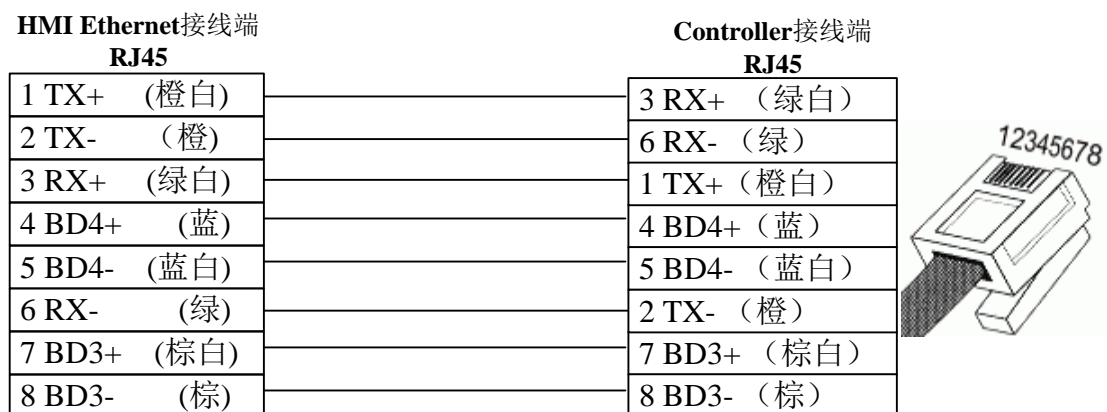 HMI Ethernet接线端
RJ45
1 TX+ (橙白)
2 TX- （橙)
3 RX+ (绿白)
4 BD4+ (蓝)
5 BD4- (蓝白)
6 RX- (绿)
7 BD3+ (棕白)
8 BD3- (棕)
Controller接线端
RJ45
3 RX+ （绿白）
6 RX- （绿）
1 TX+（橙白）
4 BD4+（蓝）
5 BD4- （蓝白）
2 TX- （橙）
7 BD3+ （棕白）
8 BD3- （棕）
12345678